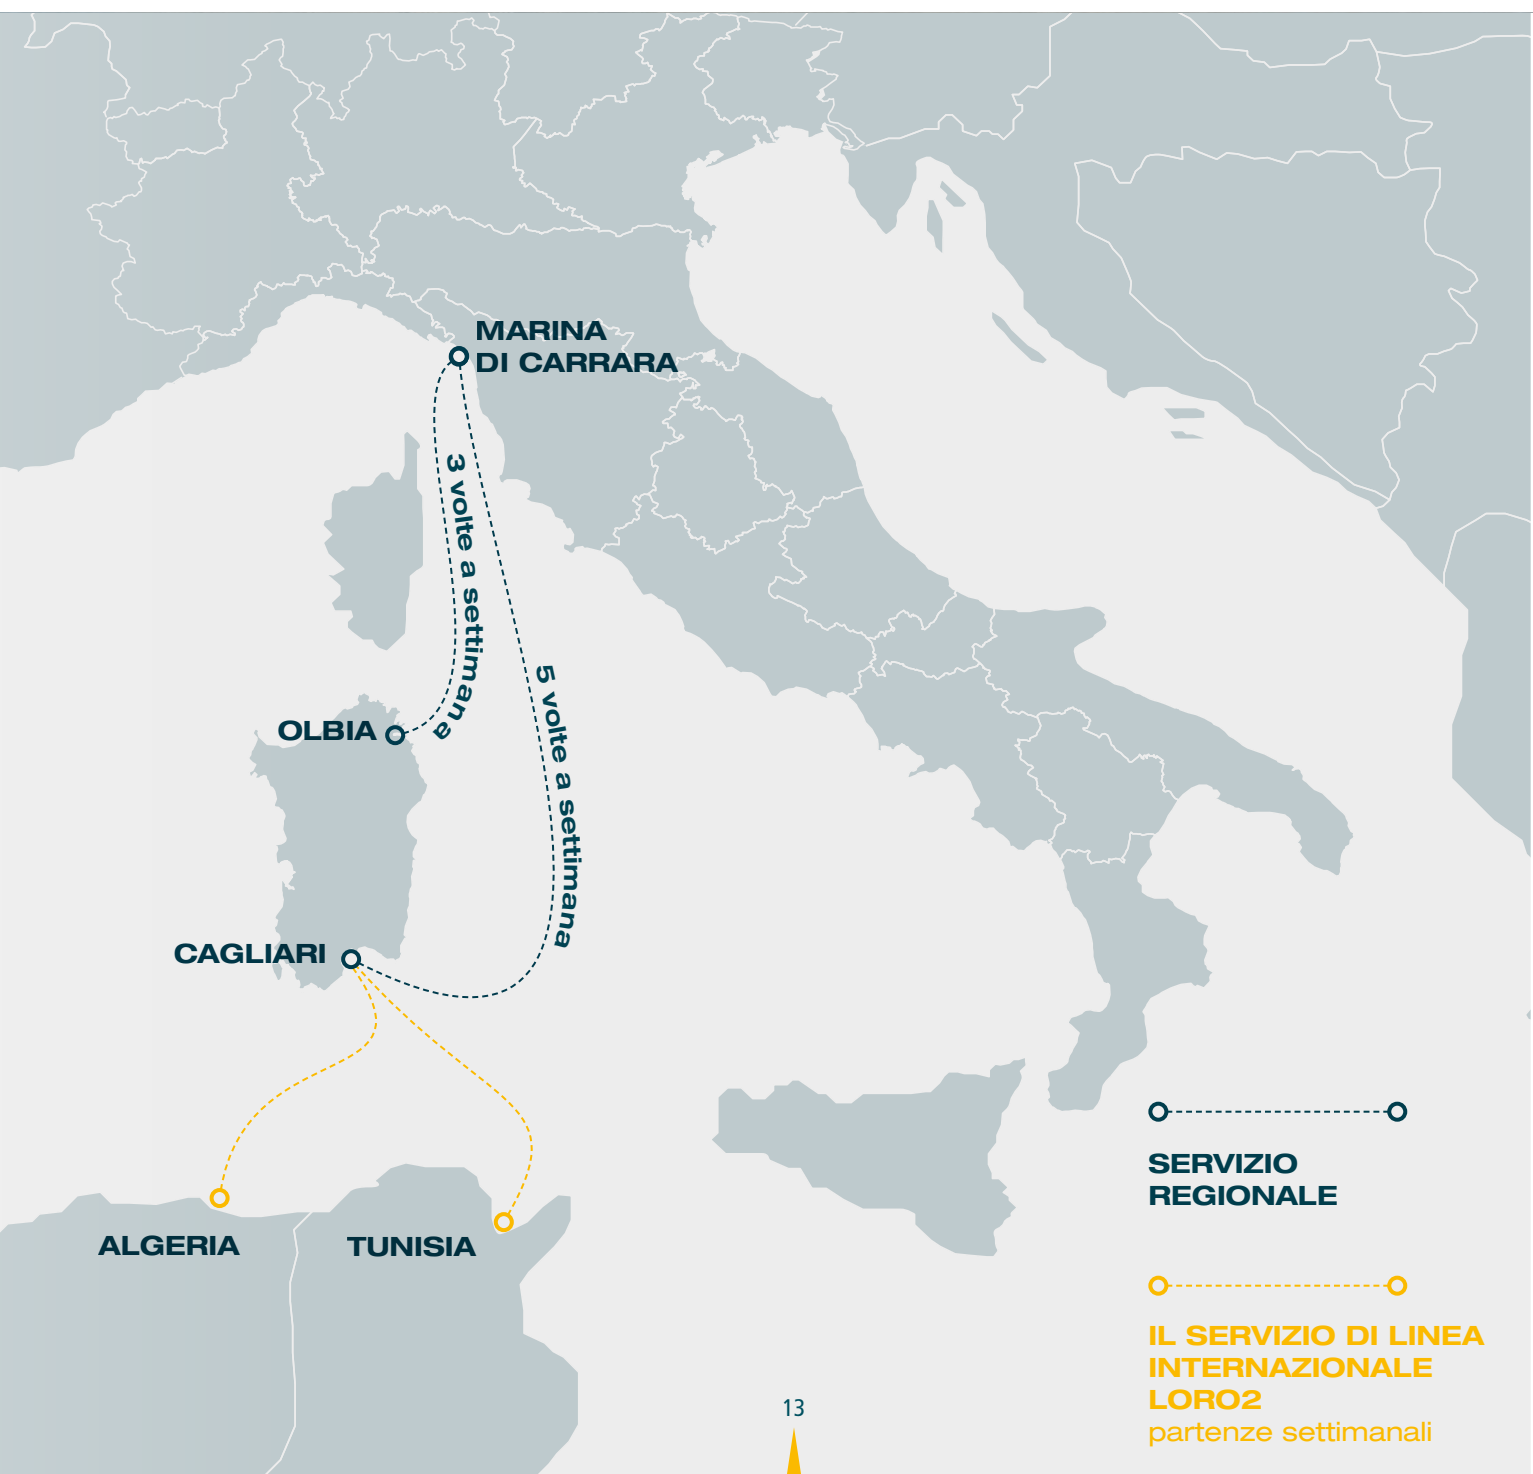 MARINA
DI CARRARA
3 volte a settimana
5 volte a settimana
OLBIA
CAGLIARI
ALGERIA
TUNISIA
SERVIZIO
REGIONALE
IL SERVIZIO DI LINEA
INTERNAZIONALE
LORO2
partenze settimanali
13